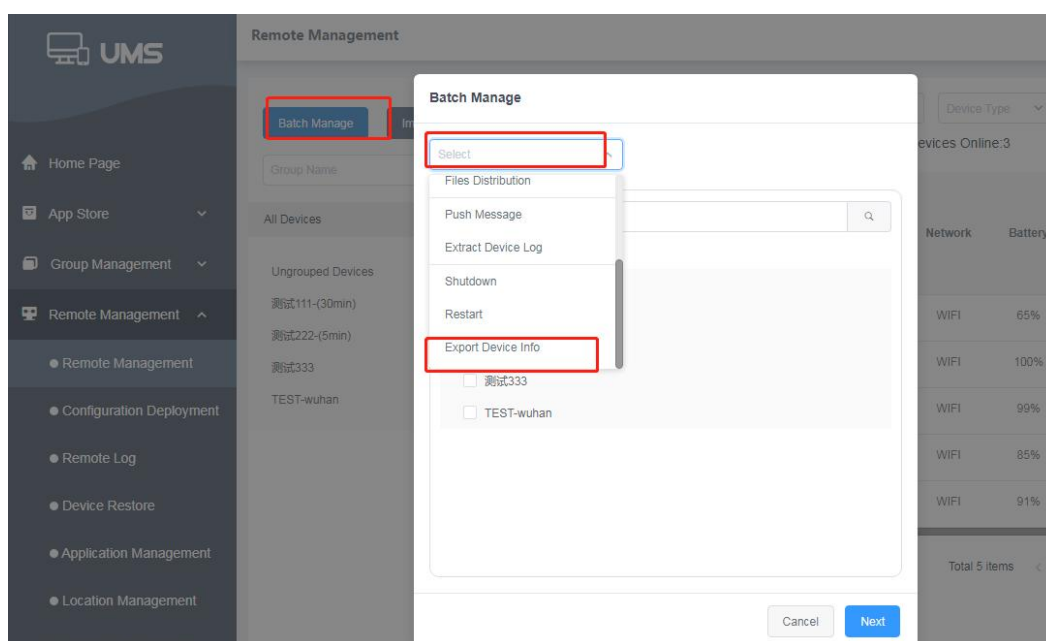 UMS
Home Page
App Store
Group Management
Remote Management
Remote Management
Configuration Deployment
Remote Log
Device Restore
Application Management
Location Management
Remote Management
Batch Manage
Im
Group Name
All Devices
Ungrouped Devices
测试111-(30min)
测试222-(5min)
测试333
TEST-wuhan
Batch Manage
Select
Files Distribution
Push Message
Extract Device Log
Shutdown
Restart
Export Device Info
测试333
TEST-wuhan
Cancel
Next
Device Type
evices Online:3
Network Battery
WIFI 65%
WIFI 100%
WIFI 99%
WIFI 85%
WIFI 91%
Total 5 items